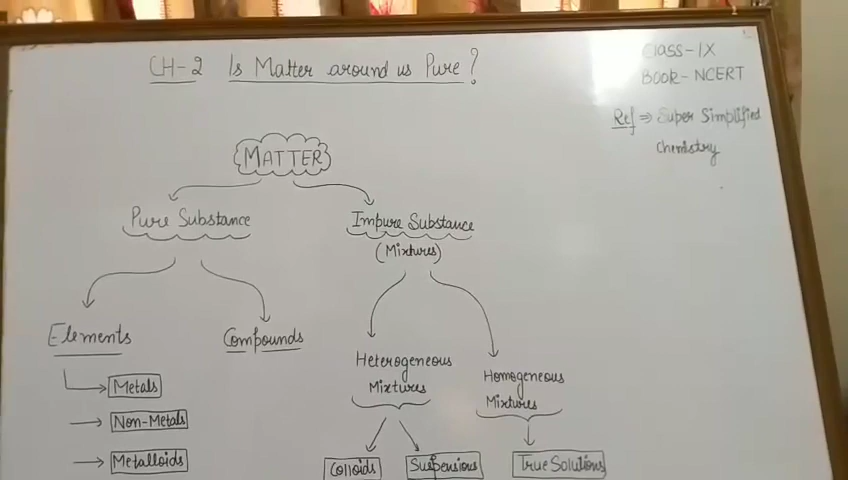 CH-2 Is Matter around us Pure?
Class-IX
Book-NCERT
Ref ⇒ Super Simplified
Chemistry
MATTER
Pure Substance
Impure Substance
(Mixtures)
Elements
Compounds
Metals
Non-Metals
Metalloids
Heterogeneous
Mixtures
Homogeneous
Mixtures
Colloids
Suspensions
True Solutions